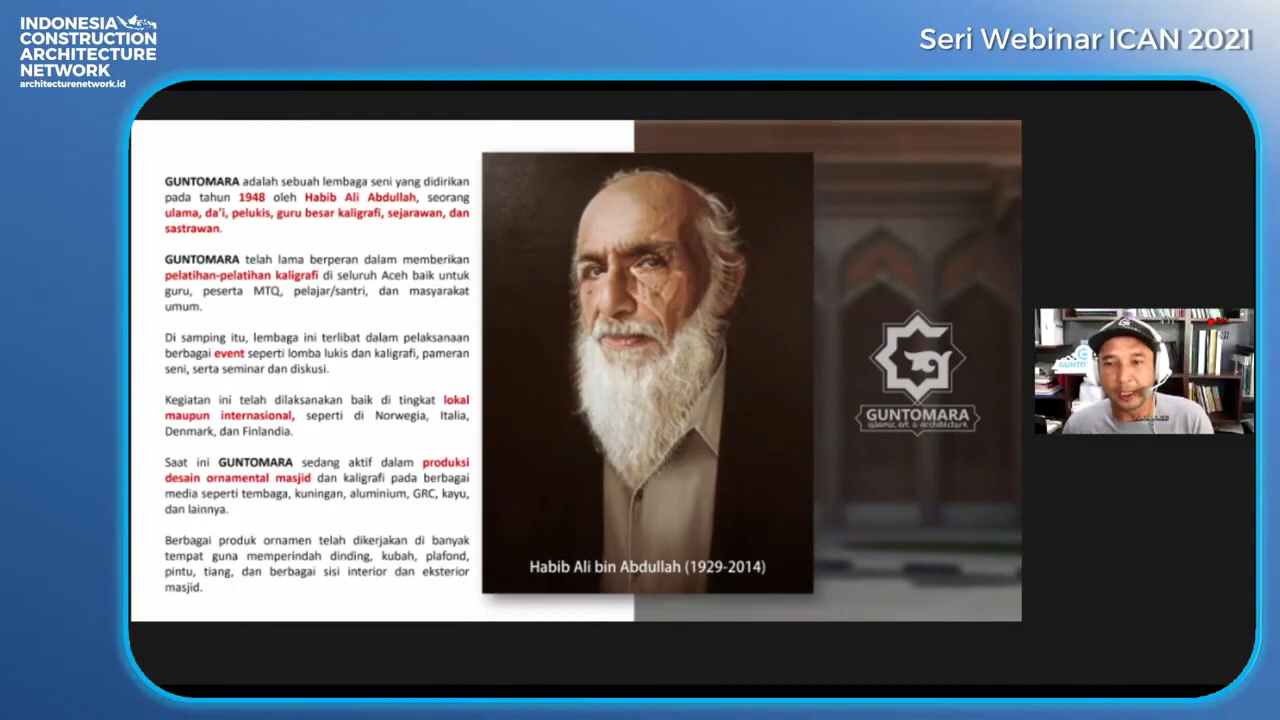 INDONESIA
CONSTRUCTION
ARCHITECTURE
NETWORK
architecturenetwork.id
Seri Webinar ICAN 2021
GUNTOMARA adalah sebuah lembaga seni yang didirikan
pada tahun 1948 oleh Habib Ali Abdullah, seorang
ulama, da'i, pelukis, guru besar kaligrafi, sejarawan, dan
sastrawan.
GUNTOMARA telah lama berperan dalam memberikan
pelatihan-pelatihan kaligrafi di seluruh Aceh baik untuk
guru, peserta MTQ, pelajar/santri, dan masyarakat
umum.
Di samping itu, lembaga ini terlibat dalam pelaksanaan
berbagai event seperti lomba lukis dan kaligrafi, pameran
seni, serta seminar dan diskusi.
Kegiatan ini telah dilaksanakan baik di tingkat lokal
maupun internasional, seperti di Norwegia, Italia,
Denmark, dan Finlandia.
Saat ini GUNTOMARA sedang aktif dalam produksi
desain ornamental masjid dan kaligrafi pada berbagai
media seperti tembaga, kuningan, aluminium, GRC, kayu,
dan lainnya.
Berbagai produk ornamen telah dikerjakan di banyak
tempat guna memperindah dinding, kubah, plafond,
pintu, tiang, dan berbagai sisi interior dan eksterior
masjid.
Habib Ali bin Abdullah (1929-2014)
GUNTOMARA
islamic art & architecture